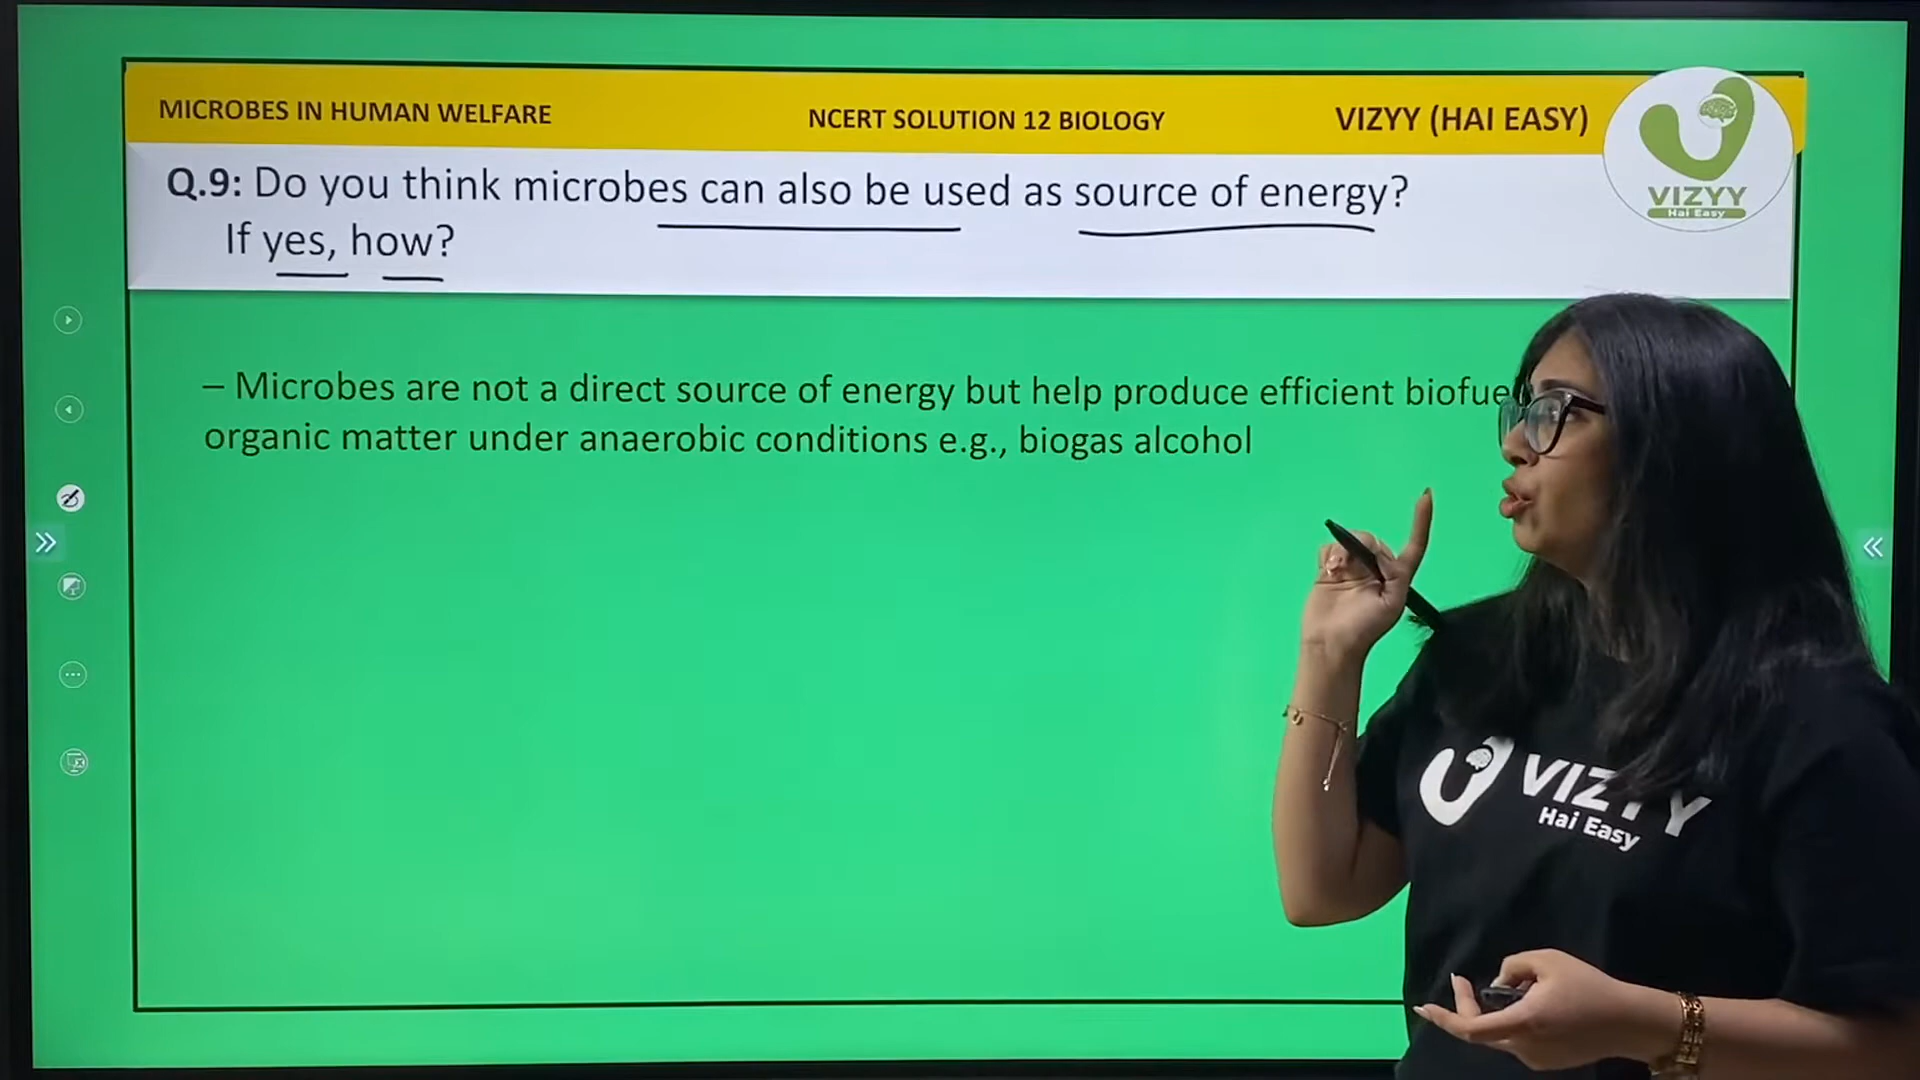 MICROBES IN HUMAN WELFARE
NCERT SOLUTION 12 BIOLOGY
VIZYY (HAI EASY)
VIZYY
Hai Easy
Q.9: Do you think microbes can also be used as source of energy?
If yes, how?
– Microbes are not a direct source of energy but help produce efficient
organic matter under anaerobic conditions e.g., biogas alcohol
VIZYY
Hai Easy